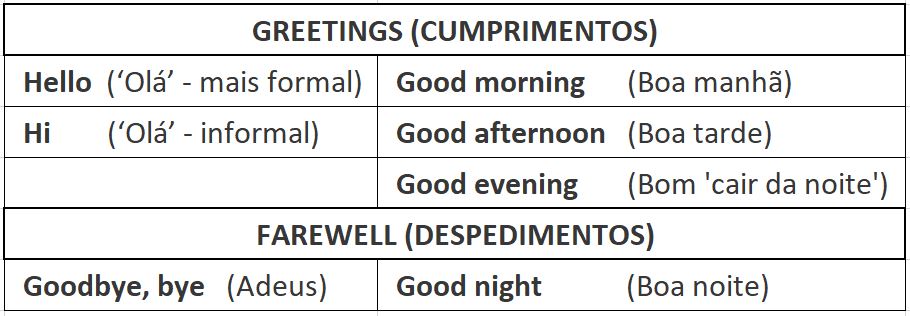 GREETINGS (CUMPRIMENTOS)
Hello (‘Olá’ - mais formal) Good morning (Boa manhã)
Hi (‘Olá’ - informal) Good afternoon (Boa tarde)
Good evening (Bom 'cair da noite')
FAREWELL (DESPEDIMENTOS)
Goodbye, bye (Adeus) Good night (Boa noite)